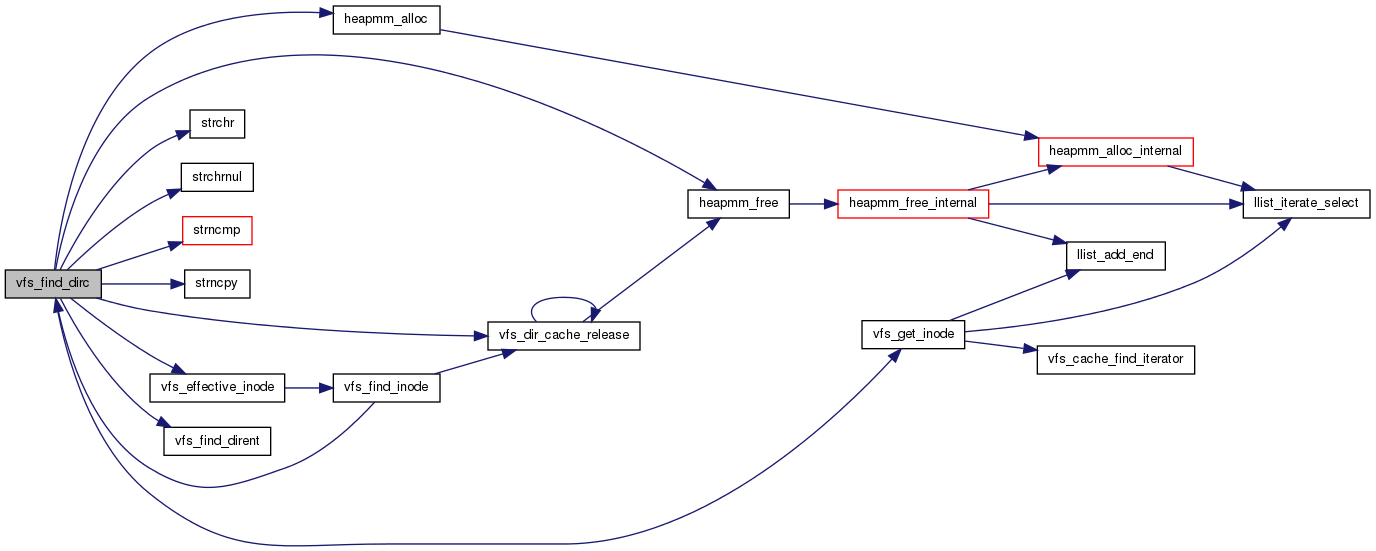 heapmm_alloc
strchr
heapmm_alloc_internal
strchrnul
heapmm_free
heapmm_free_internal
llist_iterate_select
strncmp
llist_add_end
vfs_find_dirc
strncpy
vfs_dir_cache_release
vfs_get_inode
vfs_cache_find_iterator
vfs_effective_inode
vfs_find_inode
vfs_find_dirent